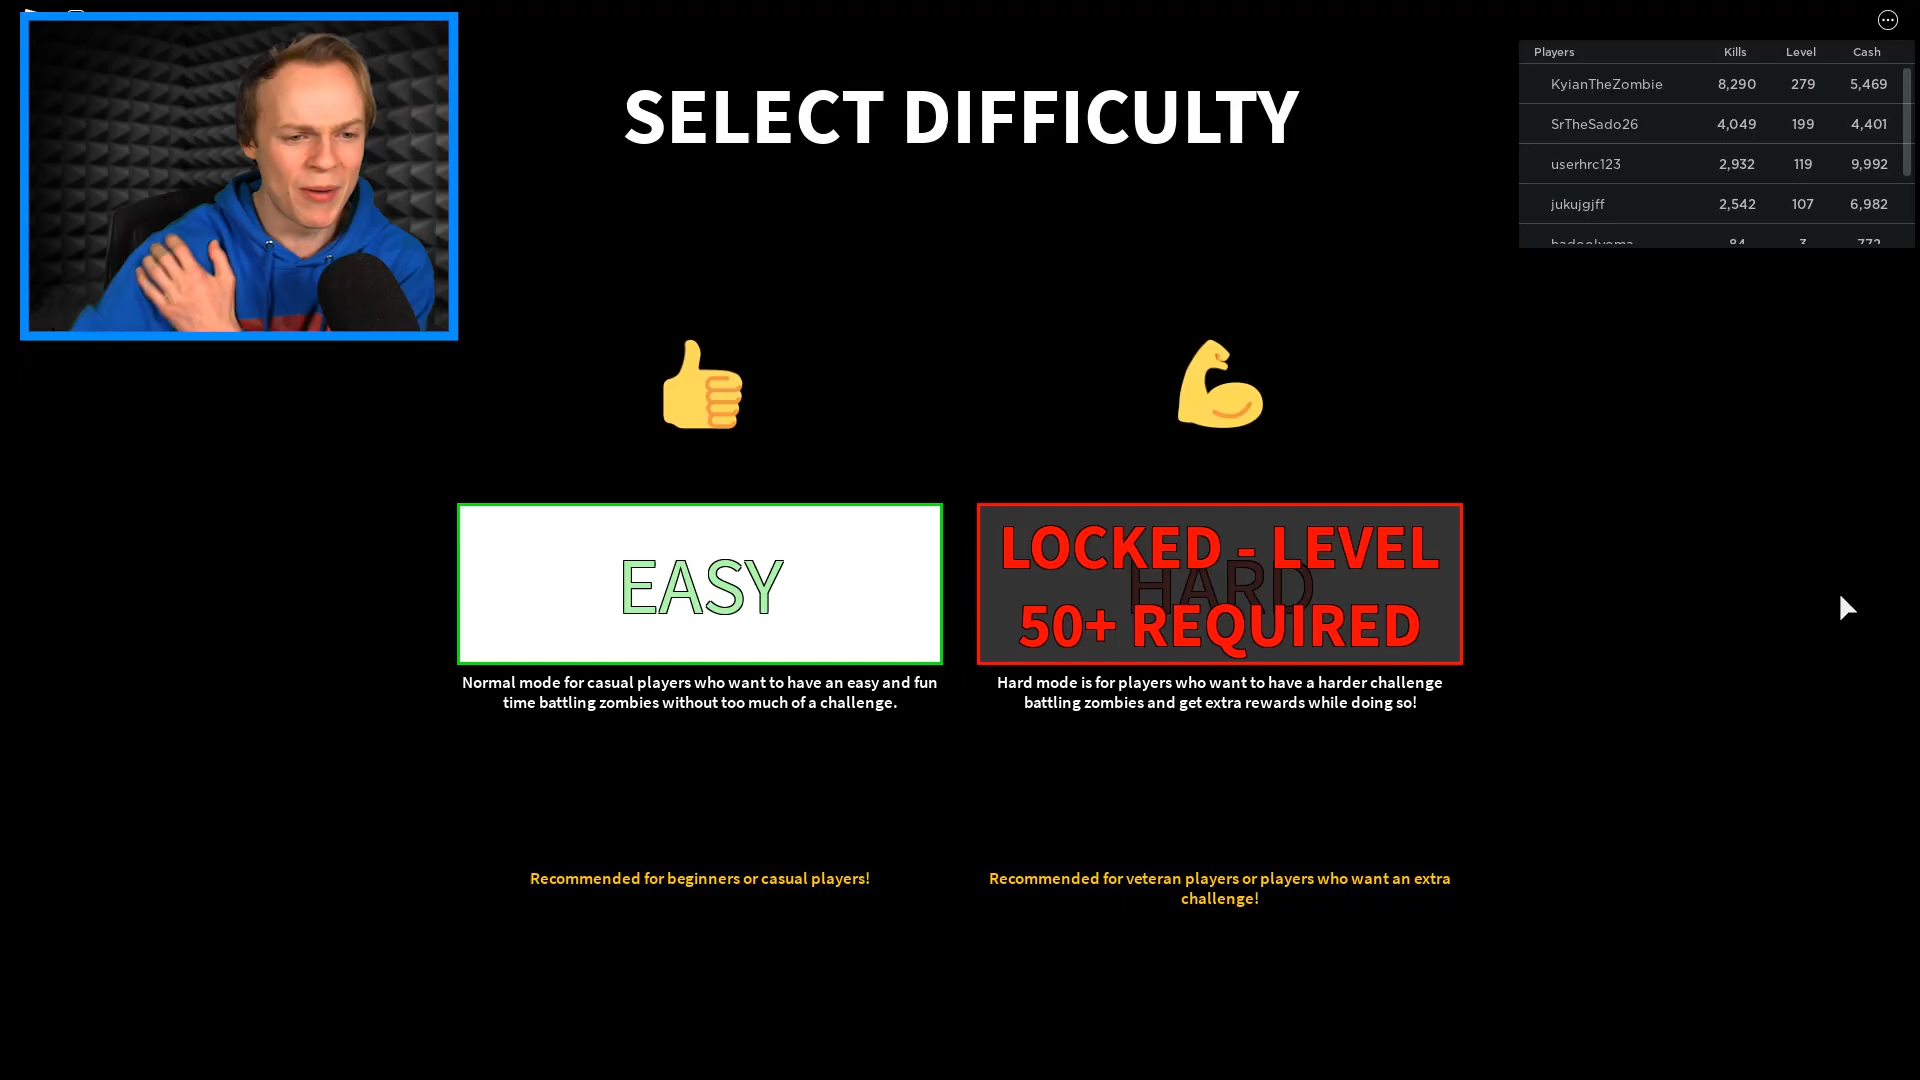 SELECT DIFFICULTY
Players Kills Level Cash
KyianTheZombie 8,290 279 5,469
SrTheSado26 4,049 199 4,401
userhrc123 2,932 119 9,992
jukujgjff 2,542 107 6,982
84 3 772
EASY
LOCKED - LEVEL
HARD
50+ REQUIRED
Normal mode for casual players who want to have an easy and fun
time battling zombies without too much of a challenge.
Hard mode is for players who want to have a harder challenge
battling zombies and get extra rewards while doing so!
Recommended for beginners or casual players!
Recommended for veteran players or players who want an extra
challenge!